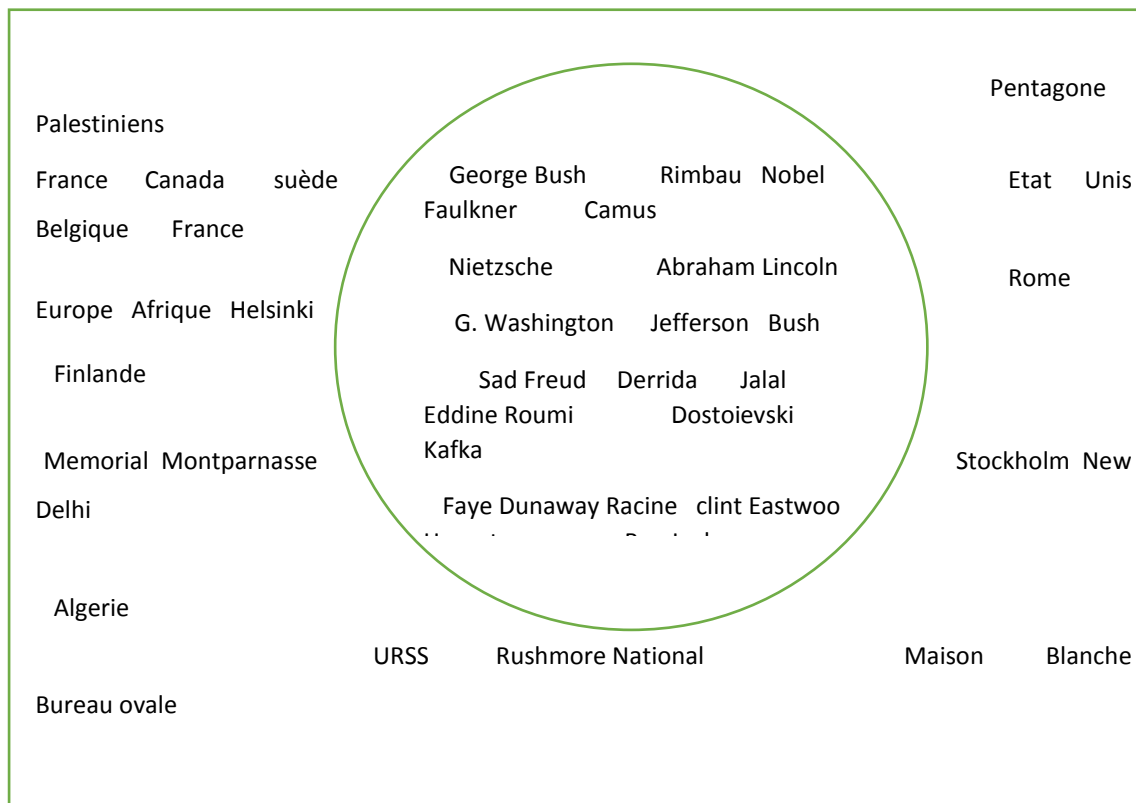 Pentagone
Palestiniens
France Canada suède
Etat Unis
Belgique France
Rome
Europe Afrique Helsinki
Finlande
Memorial Montparnasse
Stockholm New
Delhi
Algerie
URSS Rushmore National Maison Blanche
Bureau ovale
George Bush Rimbau Nobel
Faulkner Camus
Nietzsche Abraham Lincoln
G. Washington Jefferson Bush
Sad Freud Derrida Jalal
Eddine Roumi Dostoievski
Kafka
Faye Dunaway Racine clint Eastwoo